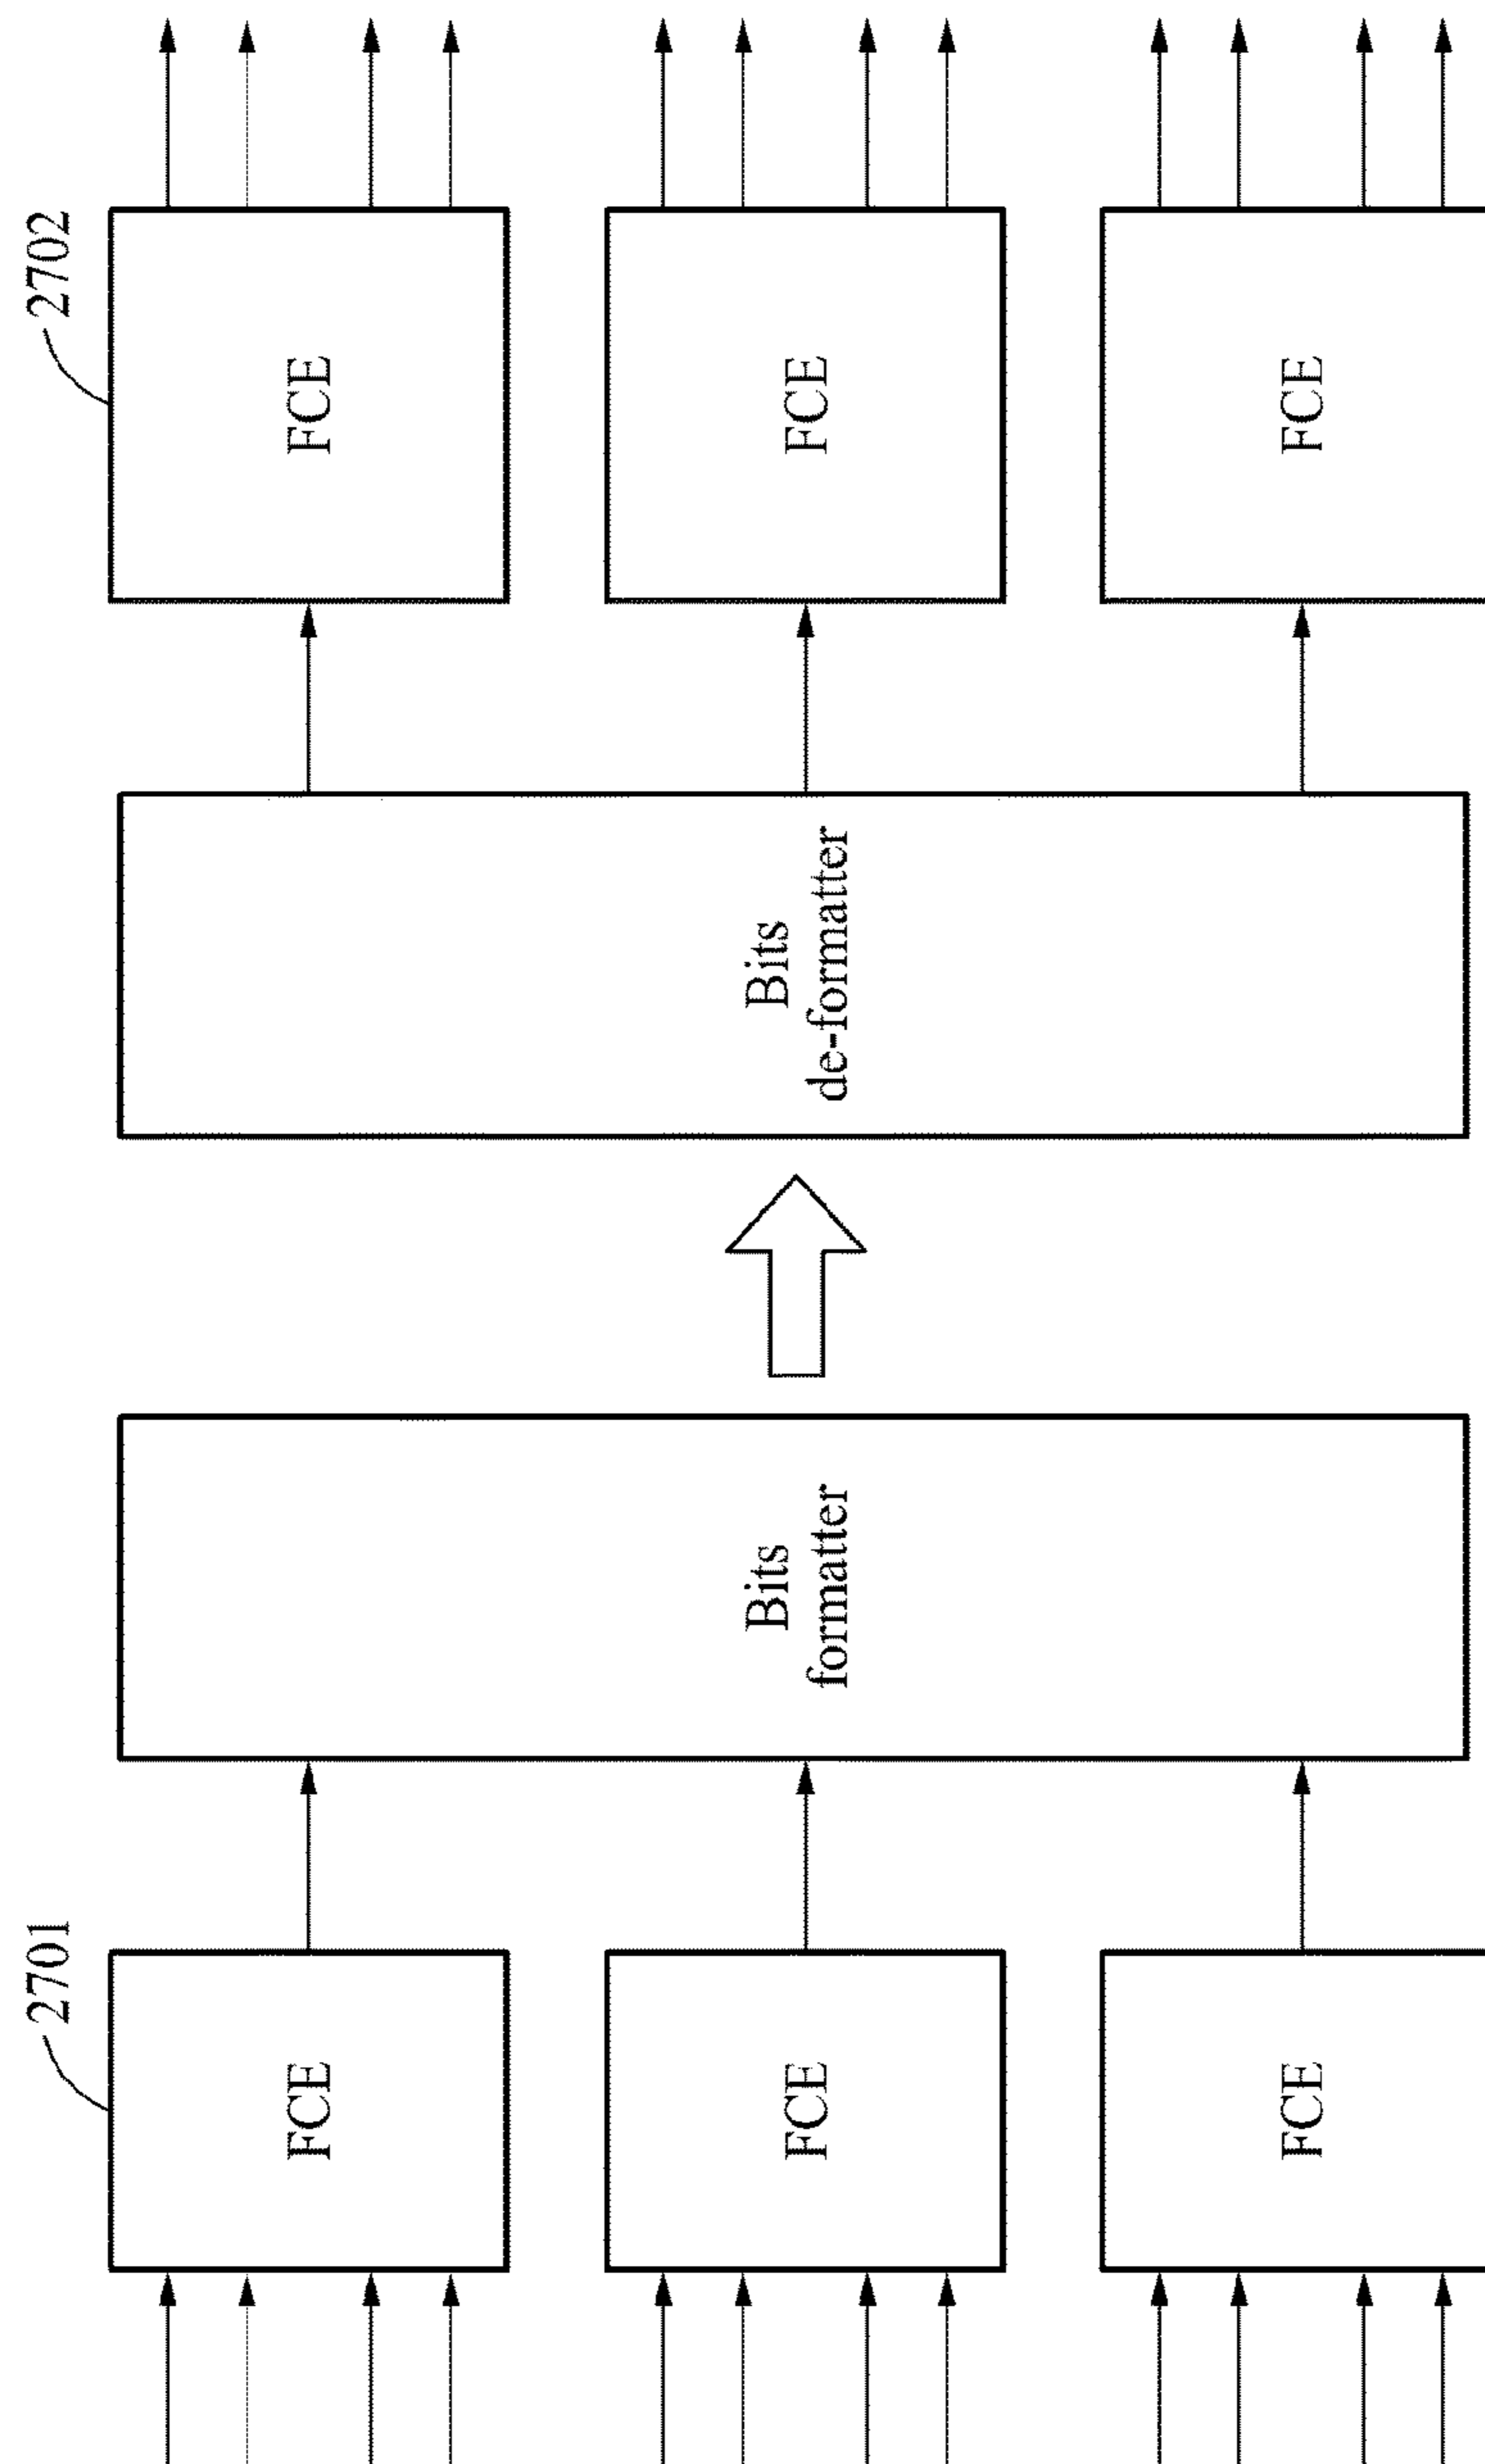 2701
FCE
FCE
FCE
Bits
formatter
Bits
de-formatter
2702
FCE
FCE
FCE